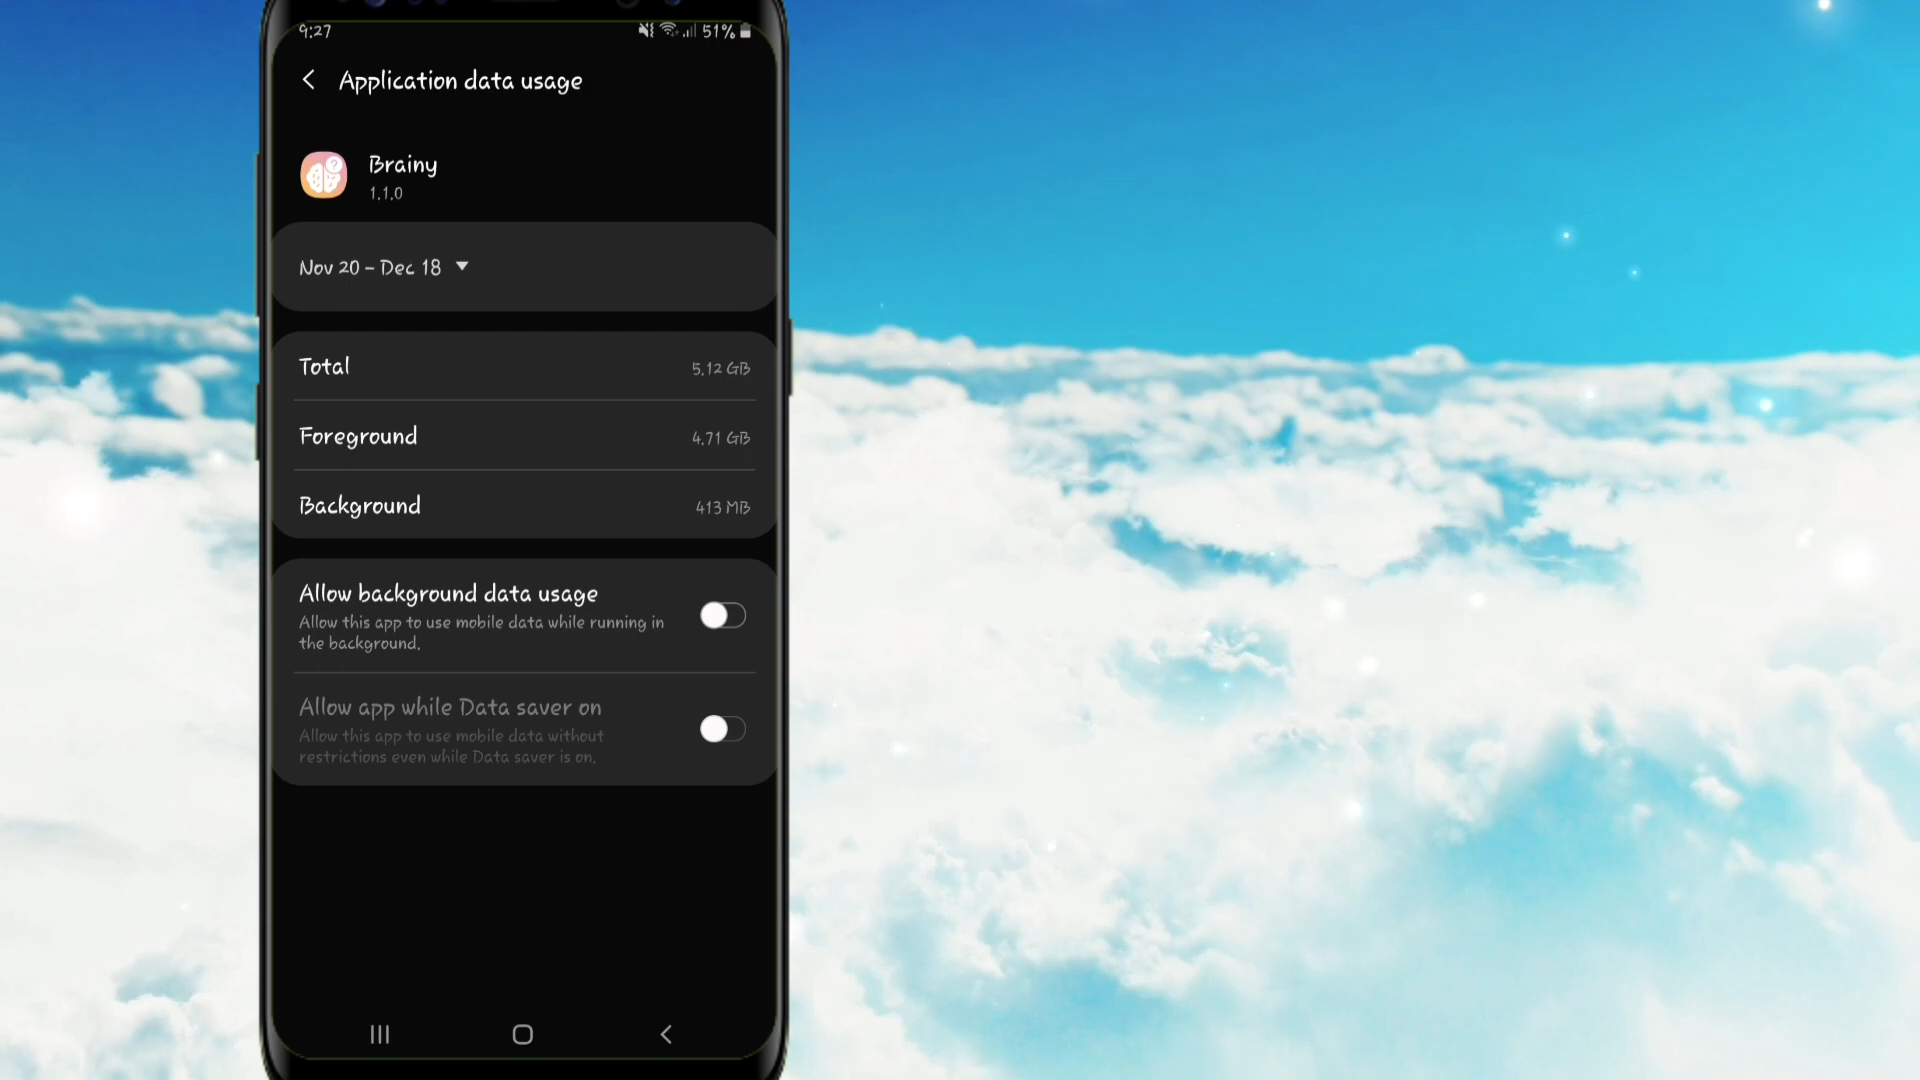 9:27
51%
Application data usage
Brainy
1.1.0
Nov 20 – Dec 18
Total
5.12 GB
Foreground
4.71 GB
Background
413 MB
Allow background data usage
Allow this app to use mobile data while running in
the background.
Allow app while Data saver on
Allow this app to use mobile data without
restrictions even while Data saver is on.